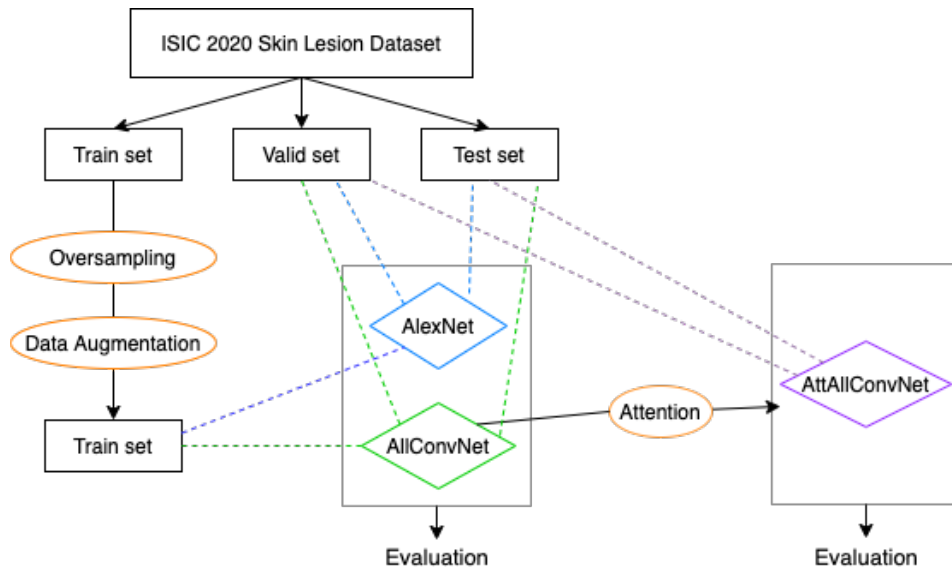 ISIC 2020 Skin Lesion Dataset
Train set
Valid set
Test set
Oversampling
Data Augmentation
Train set
AlexNet
AllConvNet
Attention
AttAllConvNet
Evaluation
Evaluation